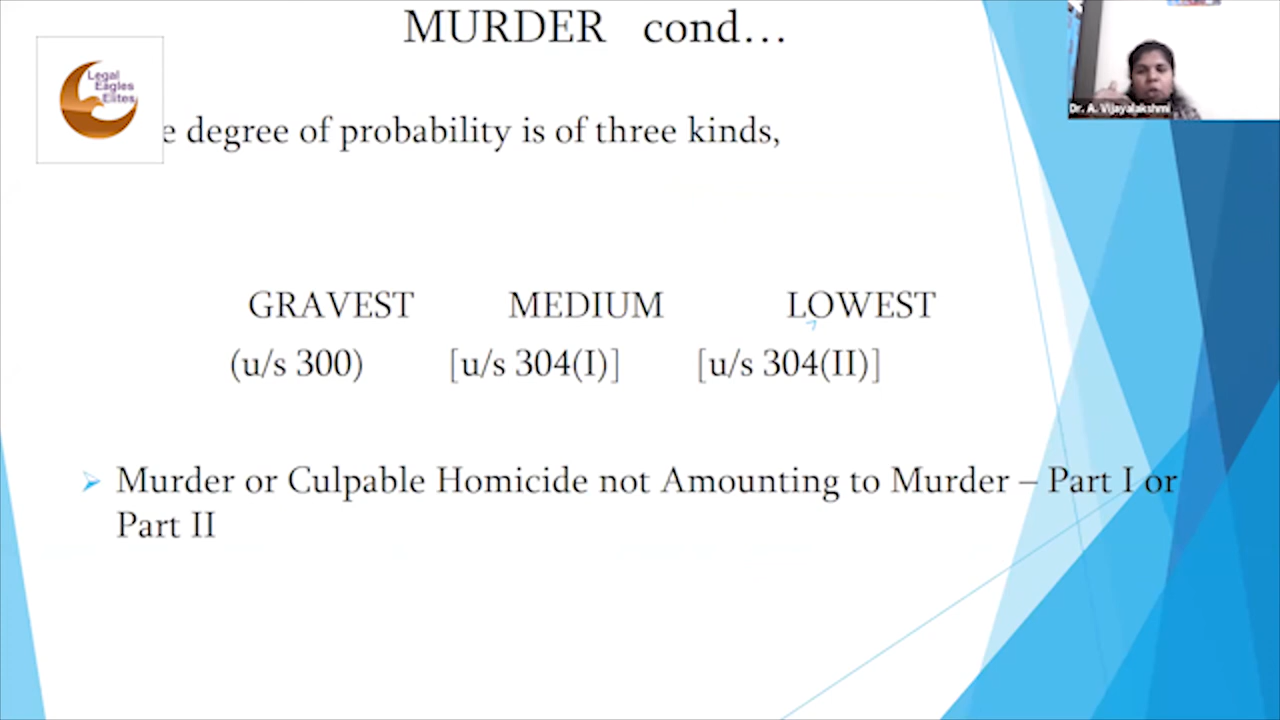 MURDER cond...
Legal
Eagles
Elites
Dr. A. Vijayalakshmi
e degree of probability is of three kinds,
GRAVEST MEDIUM LOWEST
(u/s 300) [u/s 304(I)] [u/s 304(II)]
Murder or Culpable Homicide not Amounting to Murder – Part I or
Part II